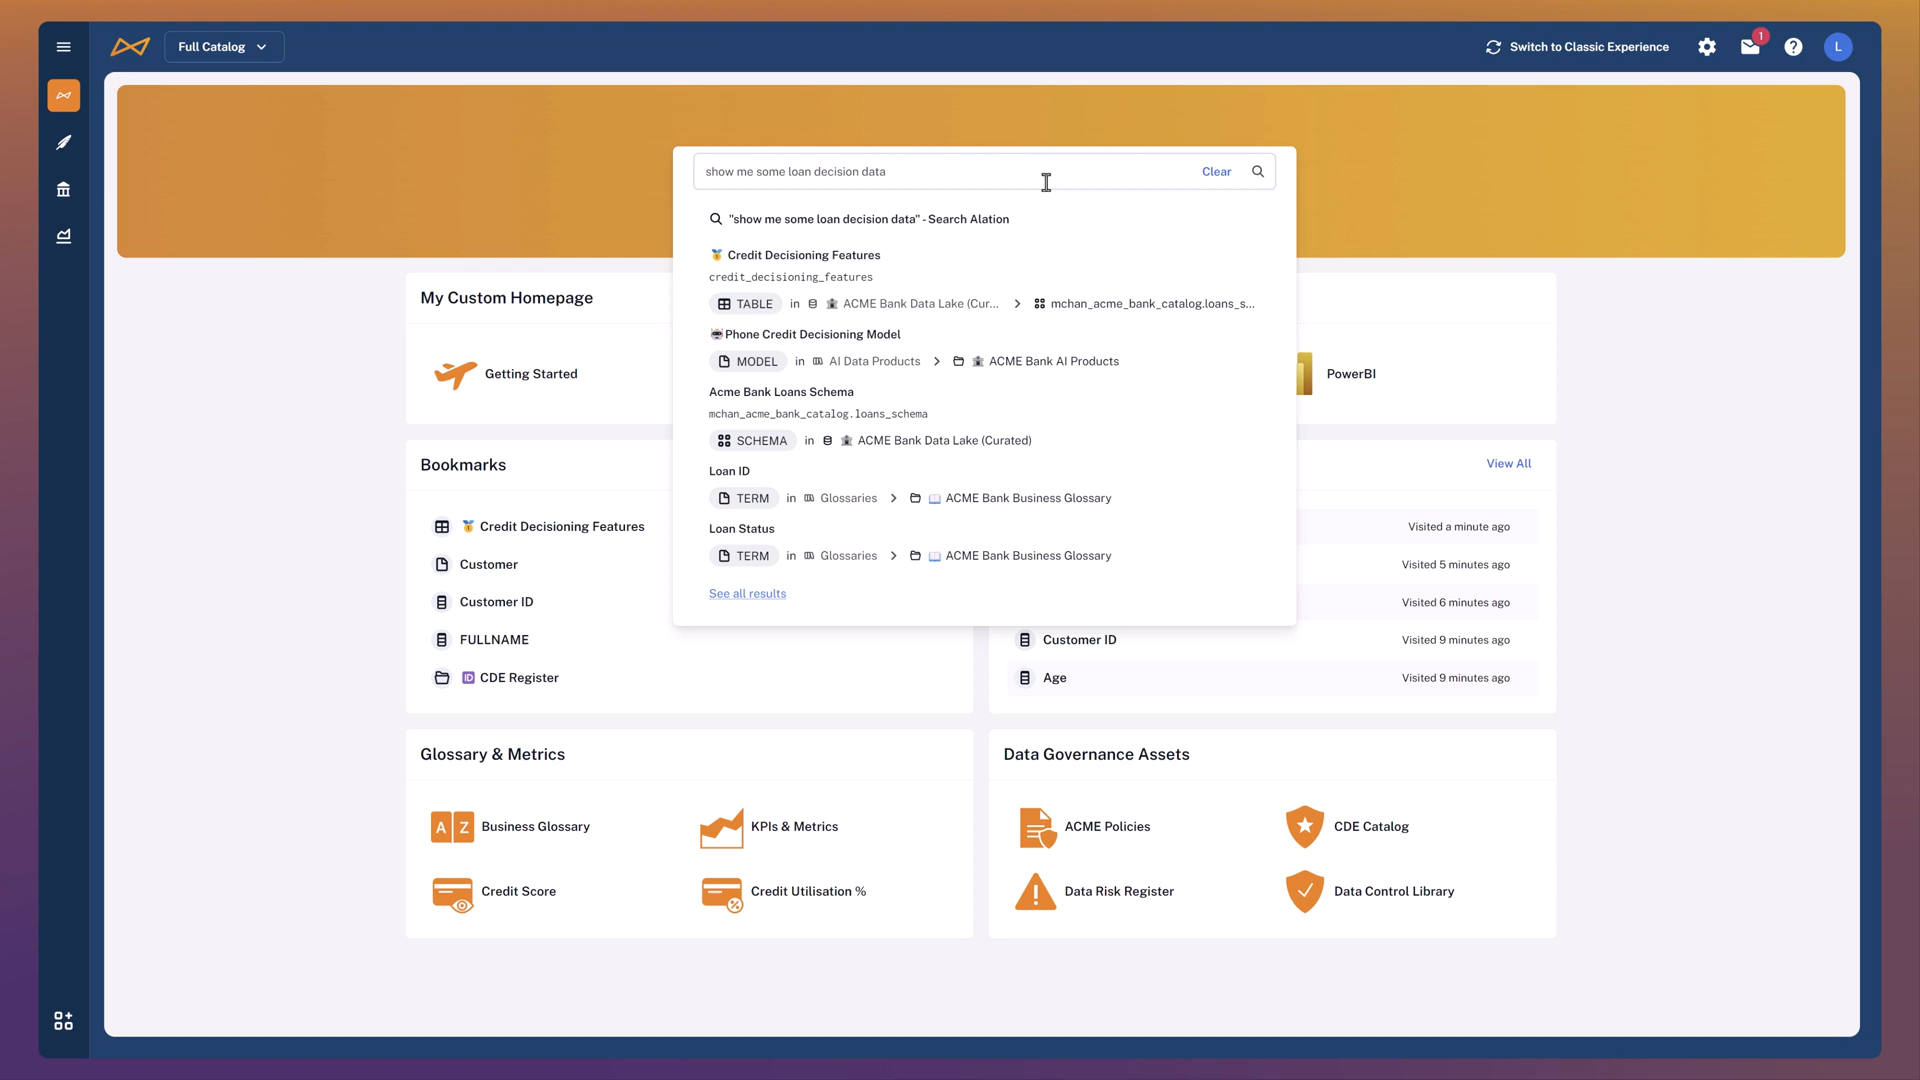 Full Catalog
Switch to Classic Experience
1
L
show me some loan decision data
Clear
"show me some loan decision data" - Search Alation
Credit Decisioning Features
credit_decisioning_features
TABLE in ACME Bank Data Lake (Cur... > mchan_acme_bank_catalog.loans_s...
Phone Credit Decisioning Model
MODEL in AI Data Products > ACME Bank AI Products
Acme Bank Loans Schema
mchan_acme_bank_catalog.loans_schema
SCHEMA in ACME Bank Data Lake (Curated)
Loan ID
TERM in Glossaries > ACME Bank Business Glossary
Loan Status
TERM in Glossaries > ACME Bank Business Glossary
See all results
My Custom Homepage
Getting Started
PowerBI
Bookmarks
Credit Decisioning Features
Customer
Customer ID
FULLNAME
ID CDE Register
View All
Visited a minute ago
Visited 5 minutes ago
Visited 6 minutes ago
Customer ID Visited 9 minutes ago
Age Visited 9 minutes ago
Glossary & Metrics
A Z Business Glossary
KPIs & Metrics
Credit Score
% Credit Utilisation %
Data Governance Assets
ACME Policies
CDE Catalog
Data Risk Register
Data Control Library